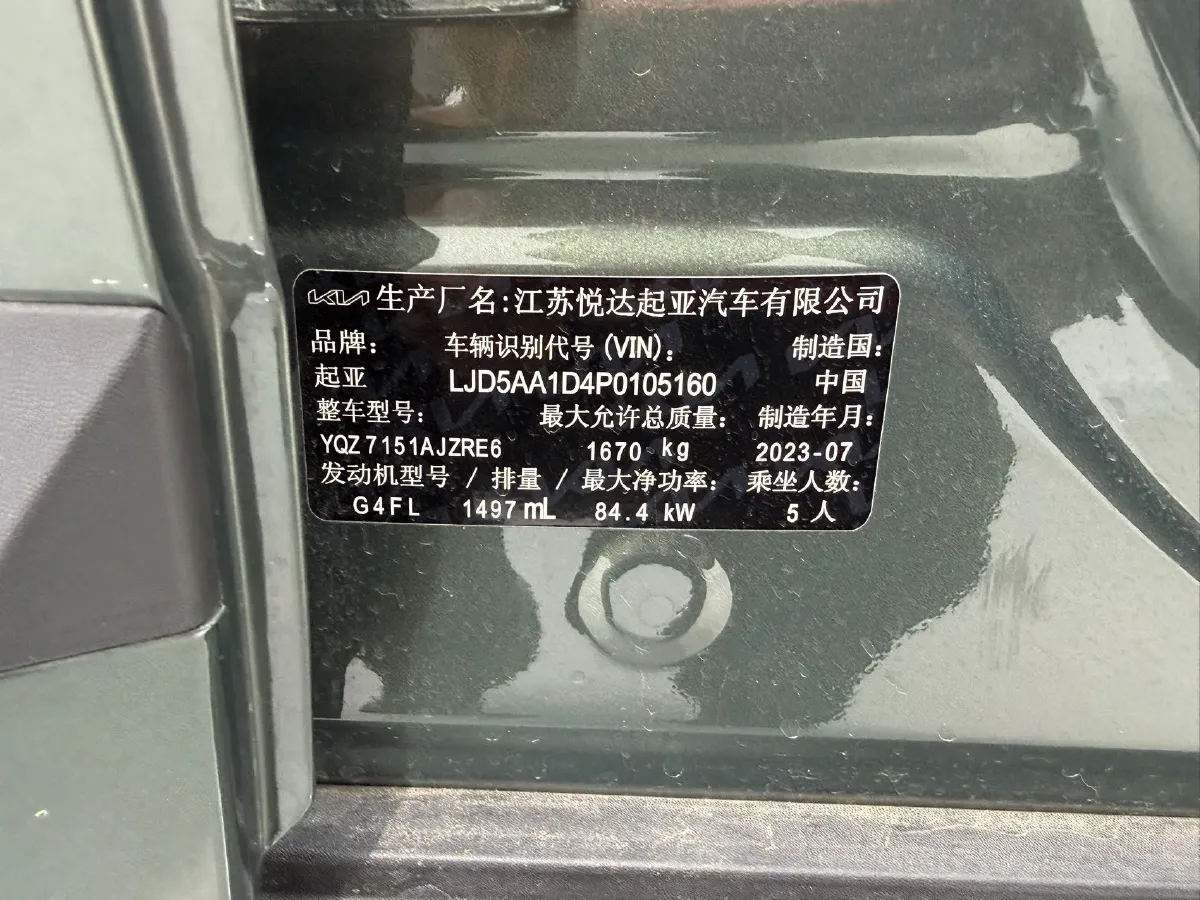 KIA 生产厂名:江苏悦达起亚汽车有限公司
品牌: 车辆识别代号(VIN): 制造国:
起亚 LJD5AA1D4P0105160 中国
整车型号: 最大允许总质量: 制造年月:
YQZ7151AJZRE6 1670 kg 2023-07
发动机型号 / 排量 / 最大净功率: 乘坐人数:
G4FL 1497 mL 84.4 kW 5 人